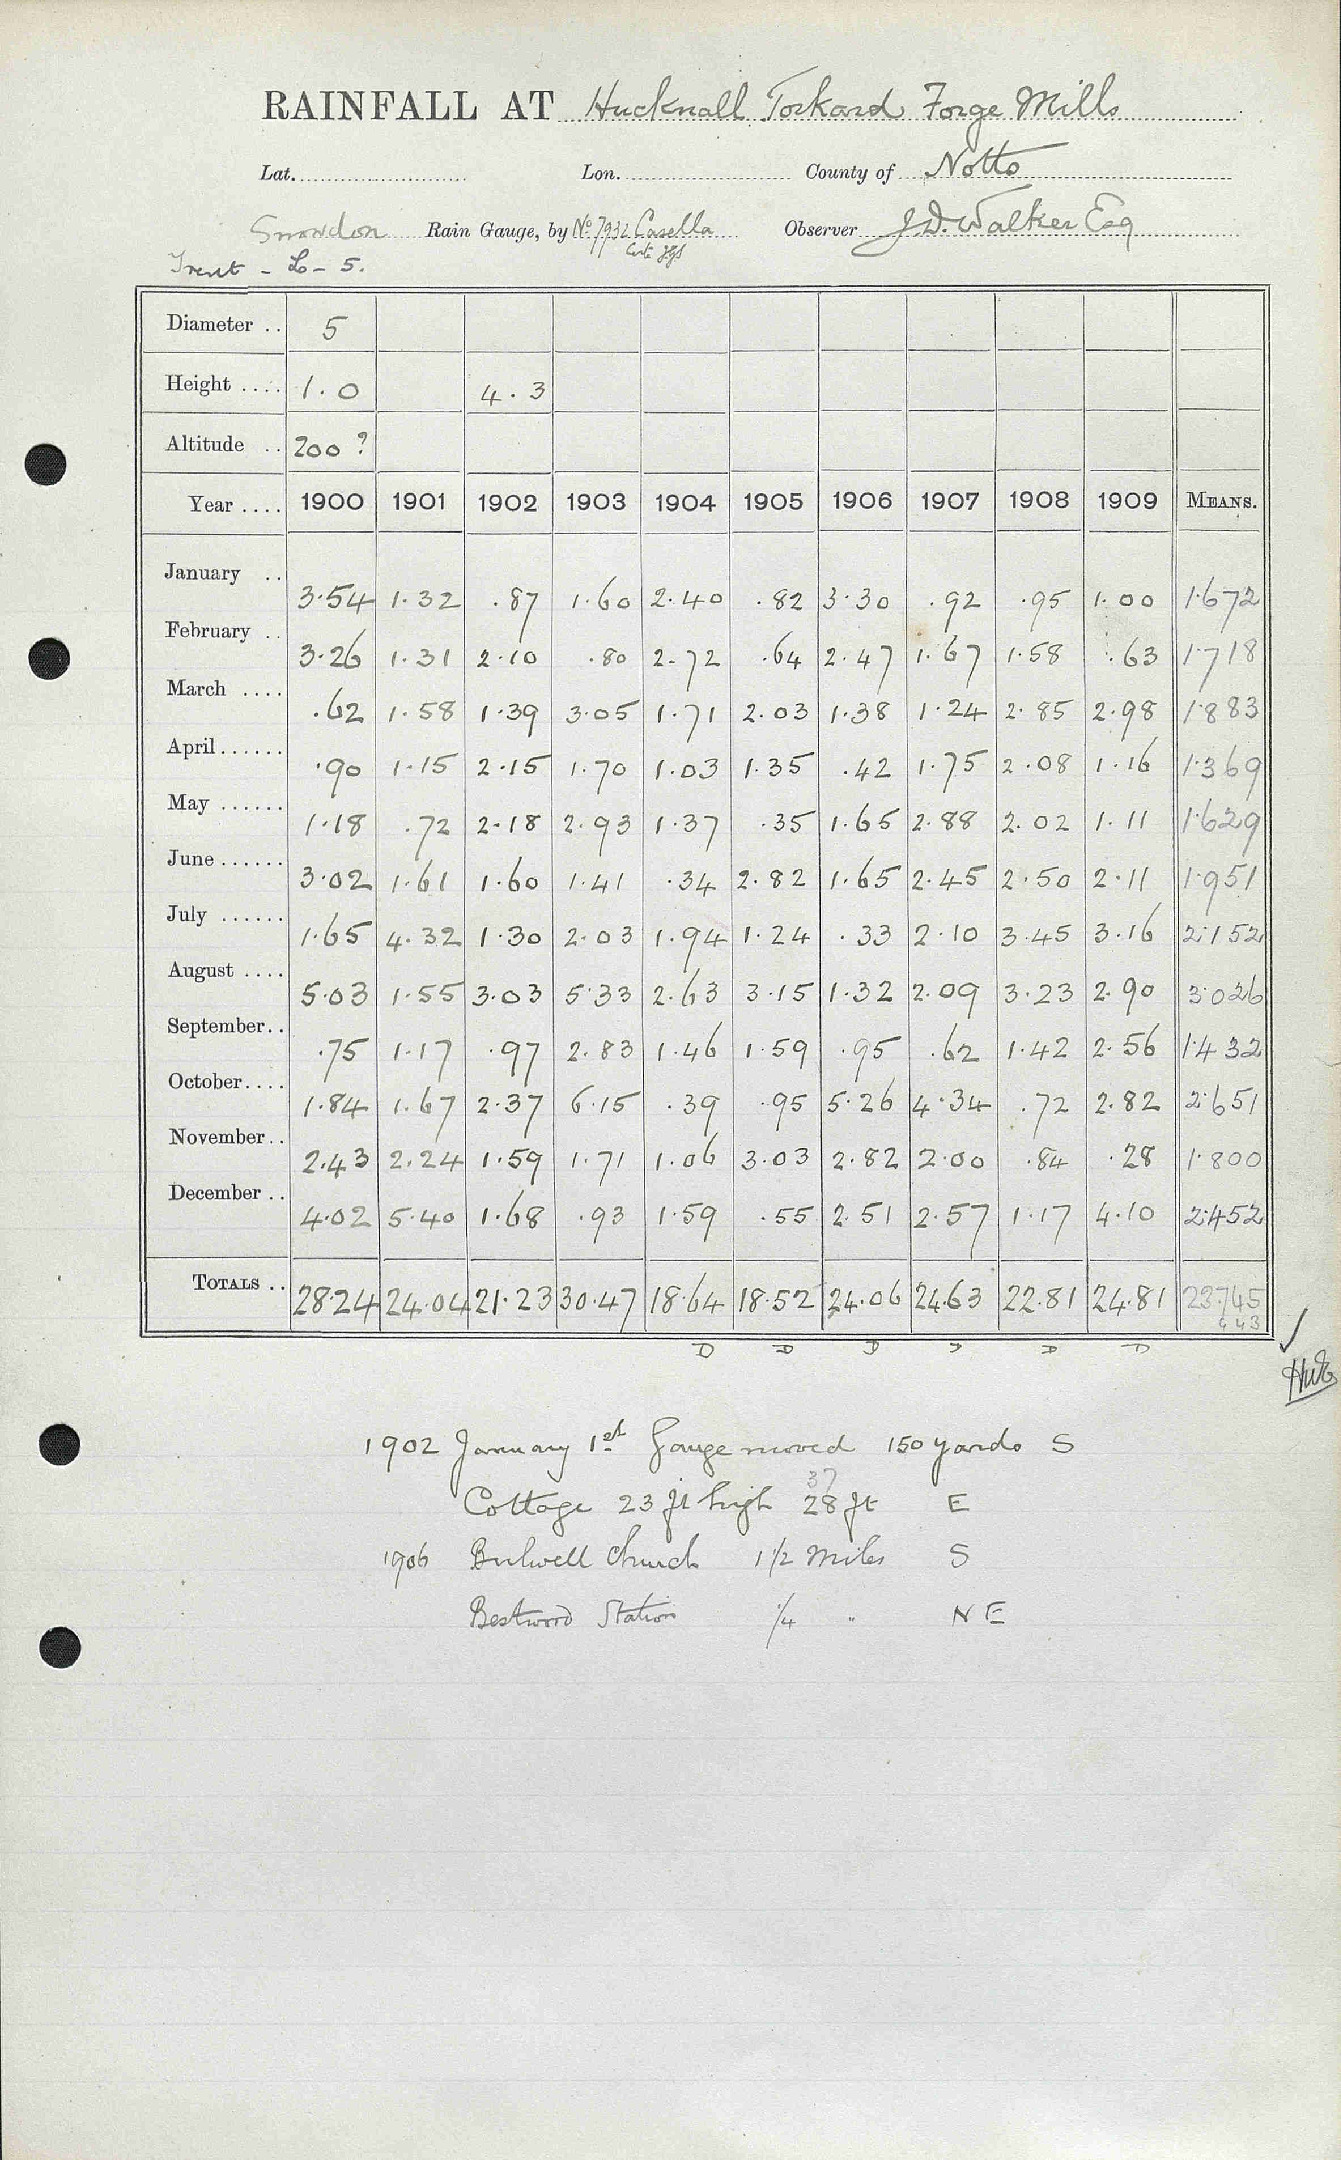 RAINFALL AT Hucknall Torkard Forge Mills
Lat. Lon. County of Notts
Snowdon Rain Gauge, by No 7932 Casella Observer J.D. Walker Esq
Trent - L - 5.
Diameter .. 5
Height .... 1.0 4.3
Altitude .. 200 ?
Year .... 1900 1901 1902 1903 1904 1905 1906 1907 1908 1909 MEANS.
January .. 3.54 1.32 .87 1.60 2.40 .82 3.30 .92 .95 1.00 1.672
February .. 3.26 1.31 2.10 .80 2.72 .64 2.47 1.67 1.58 .63 1.718
March .... .62 1.58 1.39 3.05 1.71 2.03 1.38 1.24 2.85 2.98 1.883
April ...... .90 1.15 2.15 1.70 1.03 1.35 .42 1.75 2.08 1.16 1.369
May ...... 1.18 .72 2.18 2.93 1.37 .35 1.65 2.88 2.02 1.11 1.629
June ...... 3.02 1.61 1.60 1.41 .34 2.82 1.65 2.45 2.50 2.11 1.951
July ...... 1.65 4.32 1.30 2.03 1.94 1.24 .33 2.10 3.45 3.16 2.152
August .... 5.03 1.55 3.03 5.33 2.63 3.15 1.32 2.09 3.23 2.90 3.026
September .. .75 1.17 .97 2.83 1.46 1.59 .95 .62 1.42 2.56 1.432
October .... 1.84 1.67 2.37 6.15 .39 .95 5.26 4.34 .72 2.82 2.651
November .. 2.43 2.24 1.59 1.71 1.06 3.03 2.82 2.00 .84 .28 1.800
December .. 4.02 5.40 1.68 .93 1.59 .55 2.51 2.57 1.17 4.10 2.452
TOTALS .. 28.24 24.04 21.23 30.47 18.64 18.52 24.06 24.63 22.81 24.81 23.745
D D D D D D
1902 January 1st Gauge moved 150 yards S
37
Cottage 23 ft high 28 ft E
1906 Bulwell Church 1 1/2 Miles S
Bestwood Station 1/4 " NE